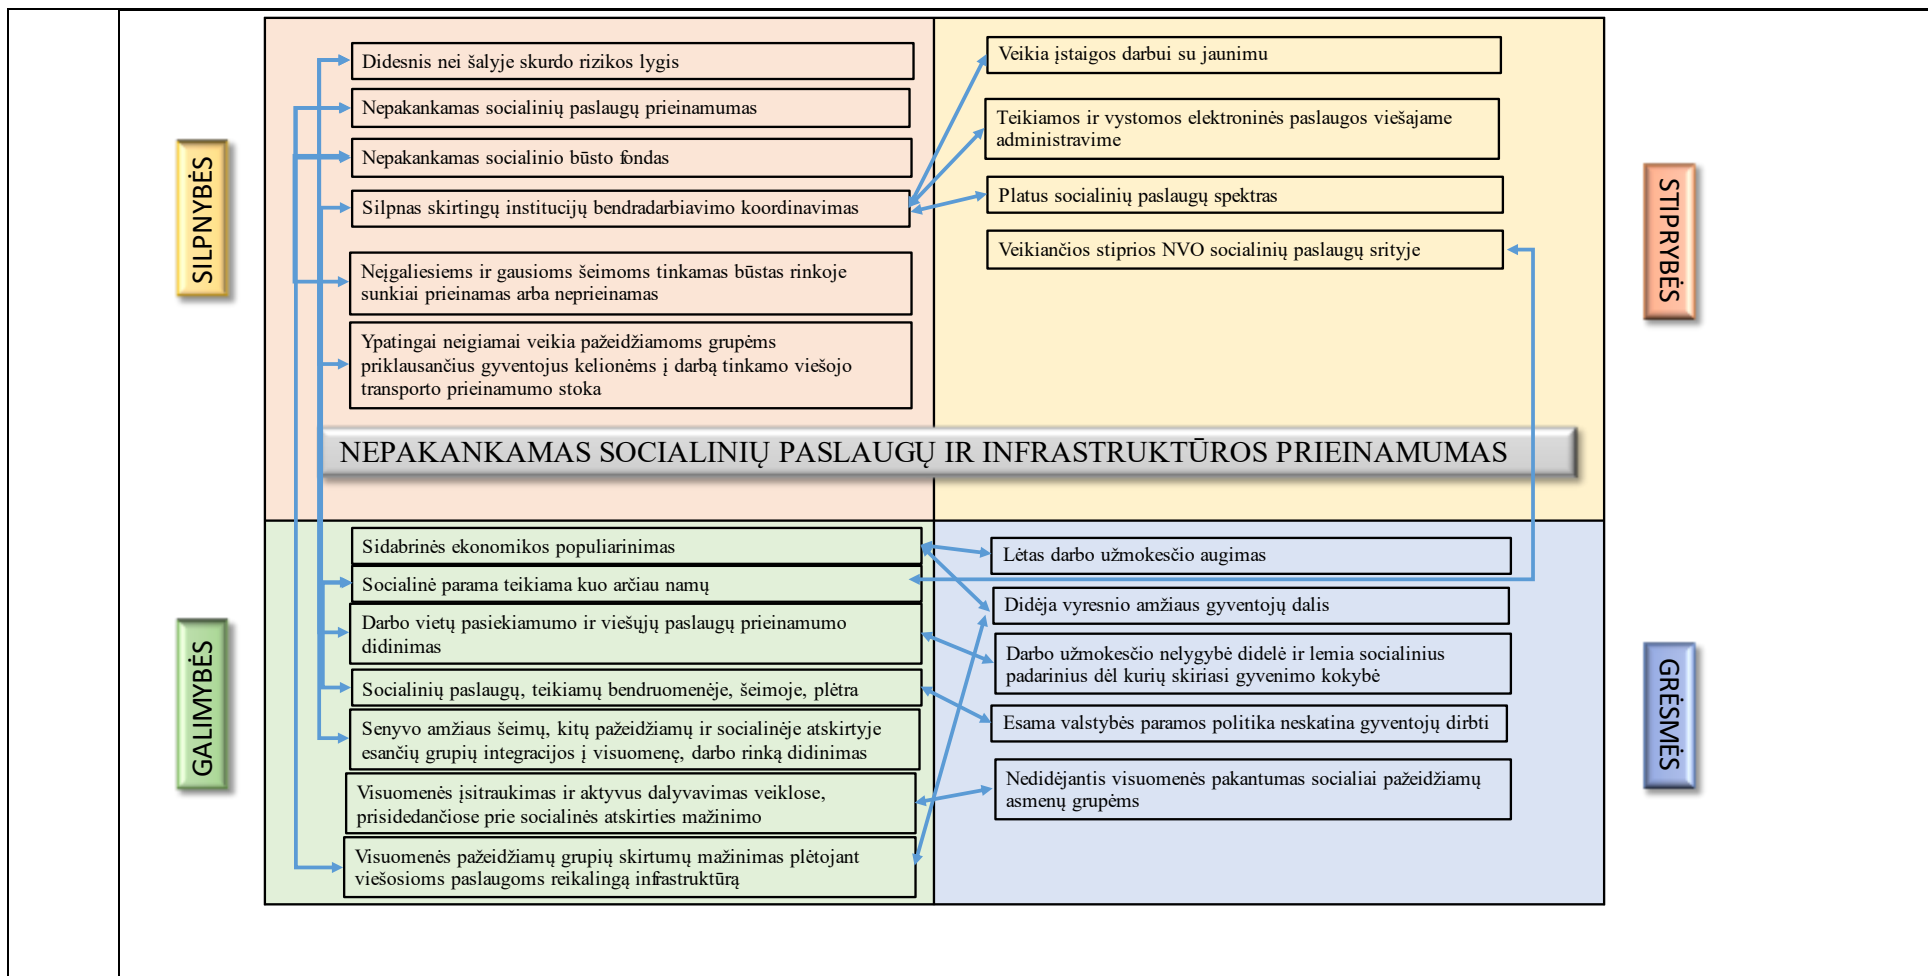 SILPNYBĖS
Didesnis nei šalyje skurdo rizikos lygis
Nepakankamas socialinių paslaugų prieinamumas
Nepakankamas socialinio būsto fondas
Silpnas skirtingų institucijų bendradarbiavimo koordinavimas
Neįgaliesiems ir gausioms šeimoms tinkamas būstas rinkoje
sunkiai prieinamas arba neprieinamas
Ypatingai neigiamai veikia pažeidžiamoms grupėms
priklausančius gyventojus kelionėms į darbą tinkamo viešojo
transporto prieinamumo stoka
Veikia įstaigos darbui su jaunimu
Teikiamos ir vystomos elektroninės paslaugos viešajame
administravime
Platus socialinių paslaugų spektras
Veikiančios stiprios NVO socialinių paslaugų srityje
STIPRYBĖS
NEPAKANKAMAS SOCIALINIŲ PASLAUGŲ IR INFRASTRUKTŪROS PRIEINAMUMAS
GALIMYBĖS
Sidabrinės ekonomikos populiarinimas
Socialinė parama teikiama kuo arčiau namų
Darbo vietų pasiekiamumo ir viešųjų paslaugų prieinamumo
didinimas
Socialinių paslaugų, teikiamų bendruomenėje, šeimoje, plėtra
Senyvo amžiaus šeimų, kitų pažeidžiamų ir socialinėje atskirtyje
esančių grupių integracijos į visuomenę, darbo rinką didinimas
Visuomenės įsitraukimas ir aktyvus dalyvavimas veiklose,
prisidedančiose prie socialinės atskirties mažinimo
Visuomenės pažeidžiamų grupių skirtumų mažinimas plėtojant
viešosioms paslaugoms reikalingą infrastruktūrą
Lėtas darbo užmokesčio augimas
Didėja vyresnio amžiaus gyventojų dalis
Darbo užmokesčio nelygybė didelė ir lemia socialinius
padarinius dėl kurių skiriasi gyvenimo kokybė
Esama valstybės paramos politika neskatina gyventojų dirbti
Nedidėjantis visuomenės pakantumas socialiai pažeidžiamų
asmenų grupėms
GRĖSMĖS